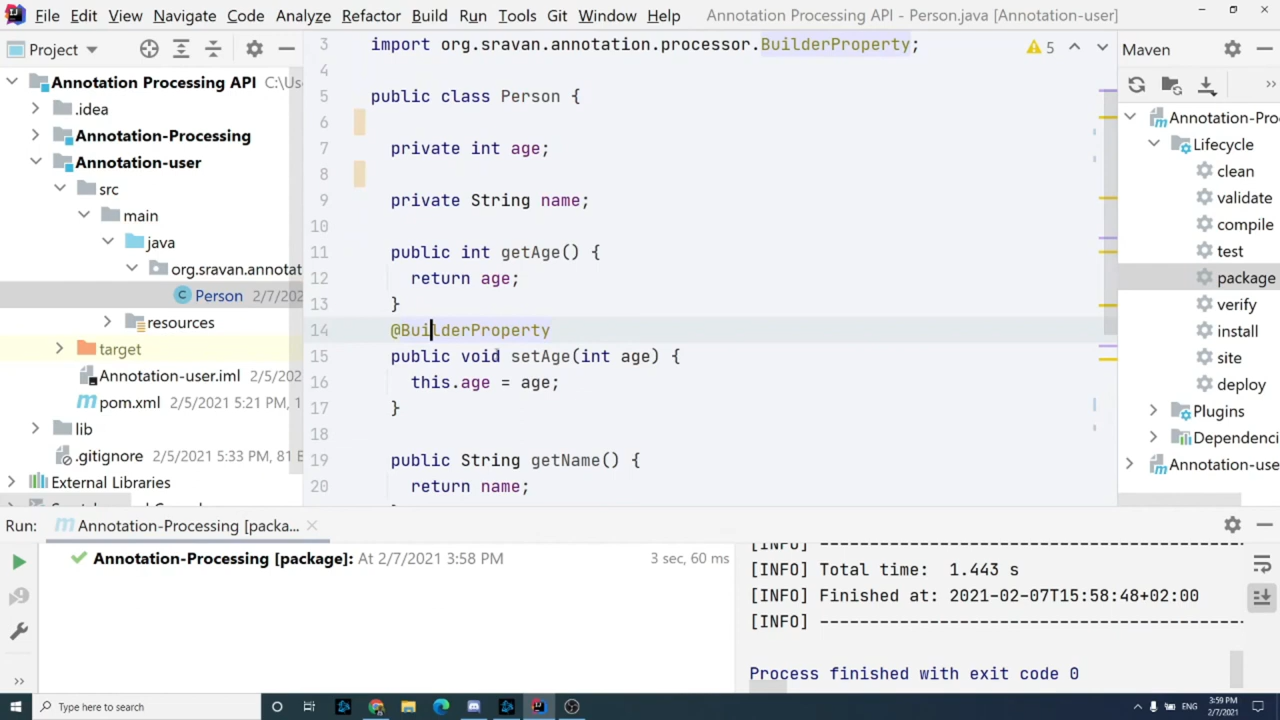 File Edit View Navigate Code Analyze Refactor Build Run Tools Git Window Help Annotation Processing API - Person.java [Annotation-user]
Project
Annotation Processing API C:\Us
.idea
Annotation-Processing
Annotation-user
src
main
java
org.sravan.annotat
Person 2/7/202
resources
target
Annotation-user.iml 2/5/202
pom.xml 2/5/2021 5:21 PM, 1
lib
.gitignore 2/5/2021 5:33 PM, 81 B
External Libraries
3 import org.sravan.annotation.processor.BuilderProperty;
4
5 public class Person {
6
7 private int age;
8
9 private String name;
10
11 public int getAge() {
12 return age;
13 }
14 @BuilderProperty
15 public void setAge(int age) {
16 this.age = age;
17 }
18
19 public String getName() {
20 return name;
5
Maven
Annotation-Pro
Lifecycle
clean
validate
compile
test
package
verify
install
site
deploy
Plugins
Dependenci
Annotation-use
Run: Annotation-Processing [packa...
Annotation-Processing [package]: At 2/7/2021 3:58 PM 3 sec, 60 ms
[INFO] ------------------------------------------
[INFO] Total time: 1.443 s
[INFO] Finished at: 2021-02-07T15:58:48+02:00
[INFO] ------------------------------------------
Process finished with exit code 0
Type here to search
ENG
3:59 PM
2/7/2021